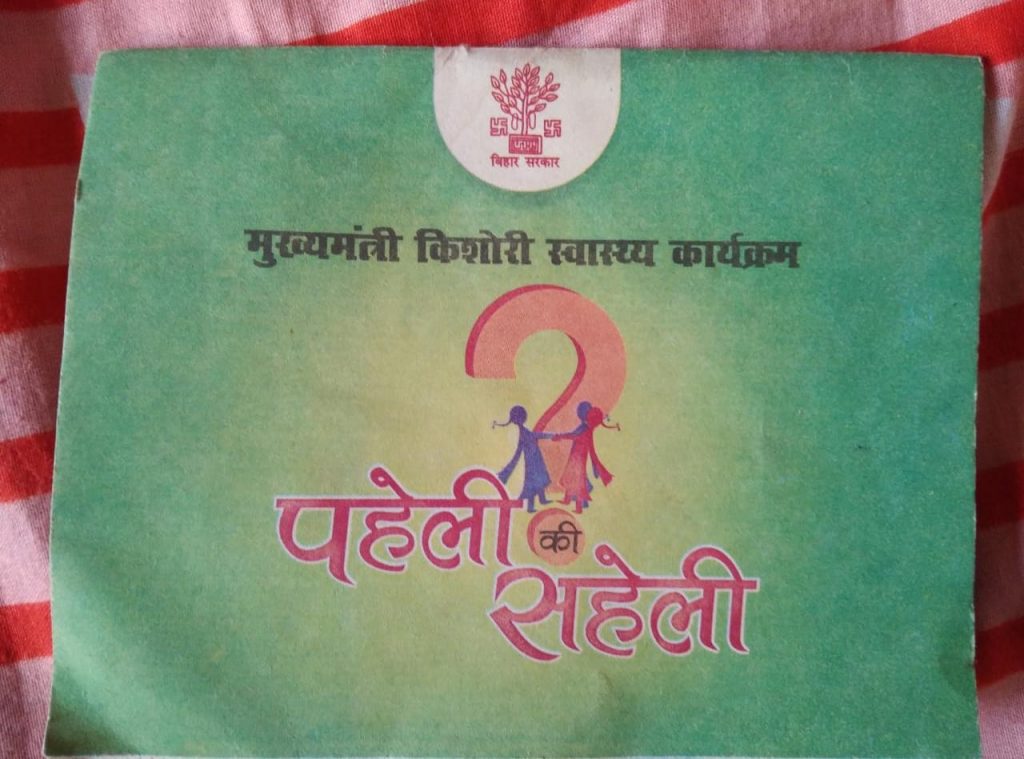 बिहार सरकार
मुख्यमंत्री किशोरी स्वास्थ्य कार्यक्रम
पहेली
की
सहेली